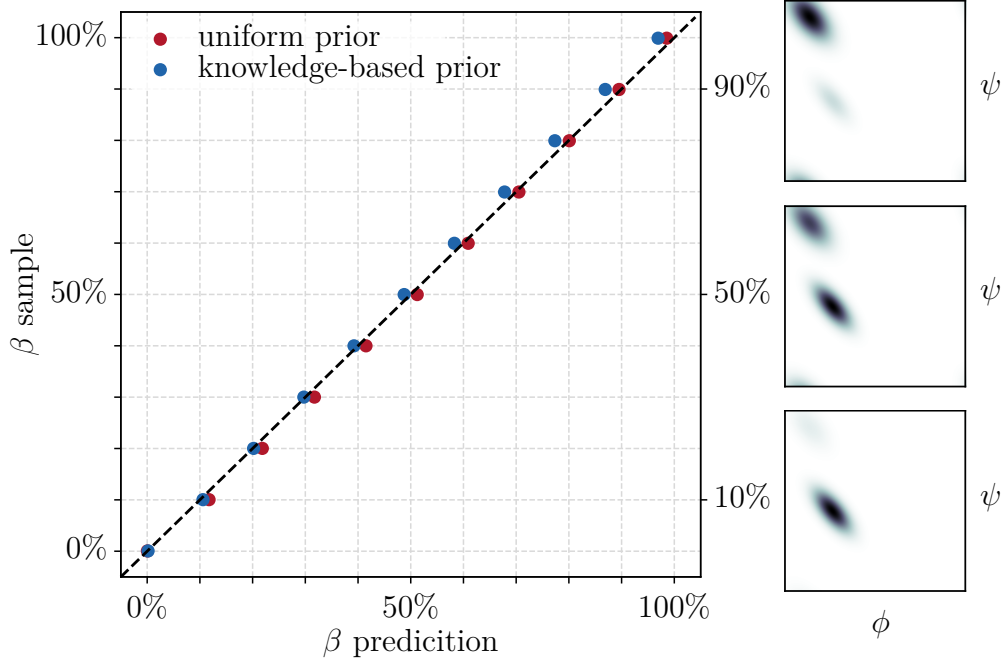 100%
uniform prior
knowledge-based prior
90%
ψ
β sample
50%
50%
ψ
10%
ψ
0%
0%
50%
100%
β predicition
ϕ